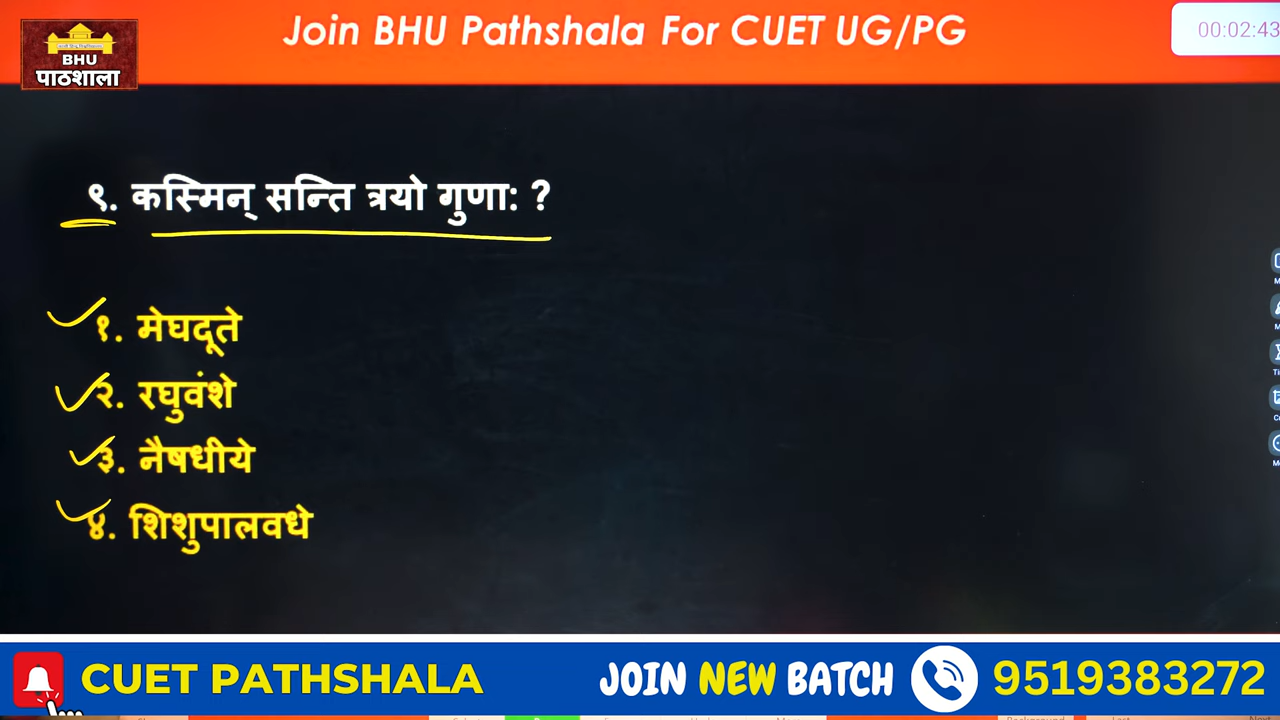 Join BHU Pathshala For CUET UG/PG
00:02:43
BHU
पाठशाला
९. कस्मिन् सन्ति त्रयो गुणाः ?
१. मेघदूते
२. रघुवंशे
३. नैषधीये
४. शिशुपालवधे
CUET PATHSHALA
JOIN NEW BATCH
9519383272